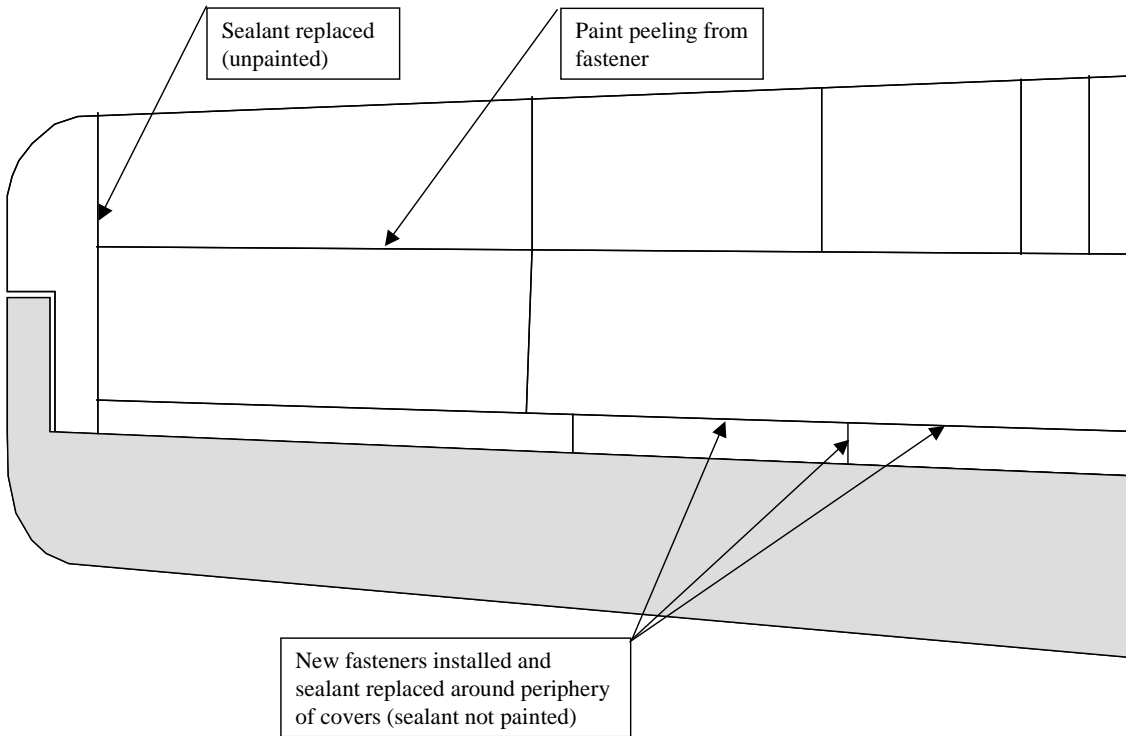 Sealant replaced
(unpainted)
Paint peeling from
fastener
New fasteners installed and
sealant replaced around periphery
of covers (sealant not painted)